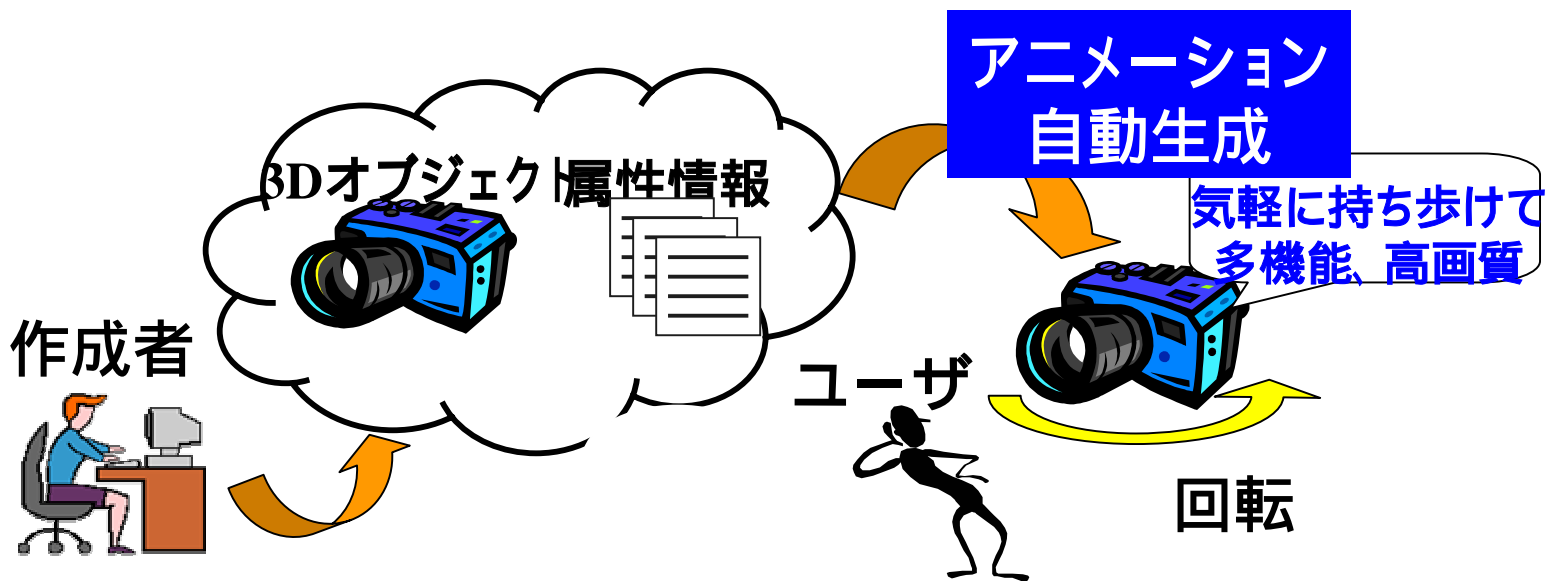 アニメーション
自動生成
3Dオブジェクト
属性情報
気軽に持ち歩けて
多機能、高画質
作成者
ユーザ
回転